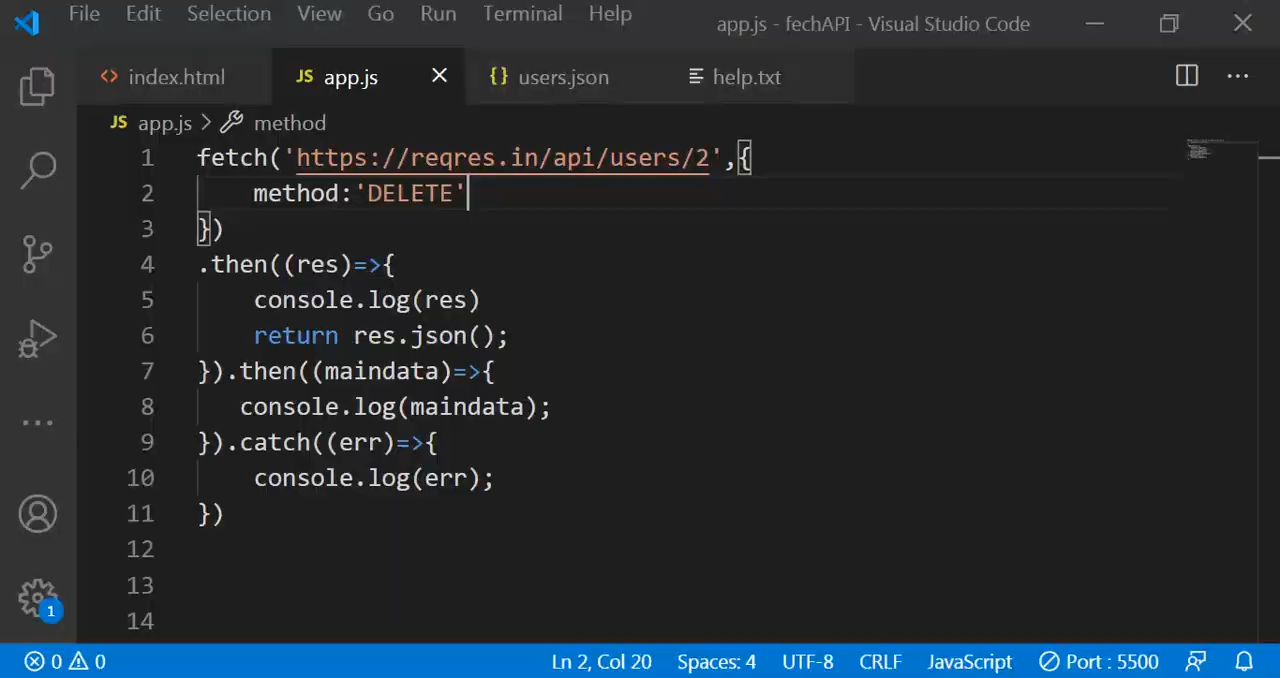 File Edit Selection View Go Run Terminal Help app.js - fechAPI - Visual Studio Code
<> index.html JS app.js {} users.json help.txt
JS app.js > method
1 fetch('https://reqres.in/api/users/2',{
2 method:'DELETE'
3 })
4 .then((res)=>{
5 console.log(res)
6 return res.json();
7 }).then((maindata)=>{
8 console.log(maindata);
9 }).catch((err)=>{
10 console.log(err);
11 })
12
13
14
1
0 0 Ln 2, Col 20 Spaces: 4 UTF-8 CRLF JavaScript Port : 5500